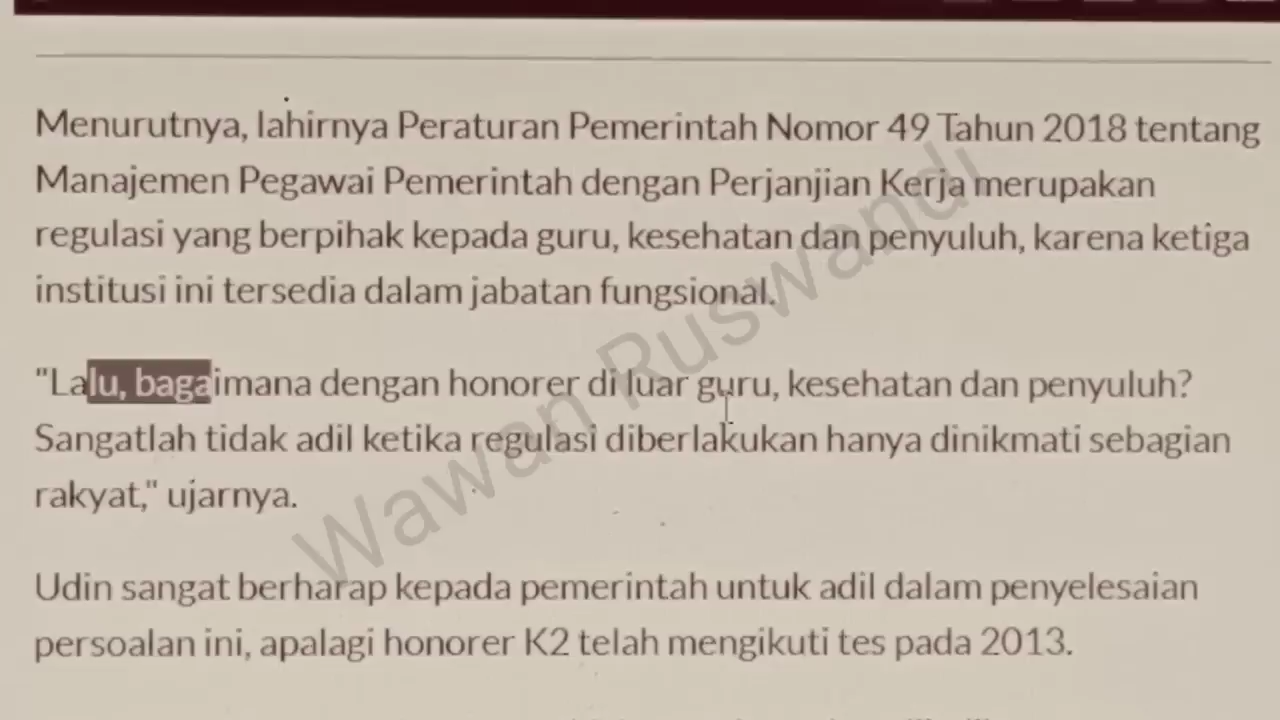 Menurutnya, lahirnya Peraturan Pemerintah Nomor 49 Tahun 2018 tentang
Manajemen Pegawai Pemerintah dengan Perjanjian Kerja merupakan
regulasi yang berpihak kepada guru, kesehatan dan penyuluh, karena ketiga
institusi ini tersedia dalam jabatan fungsional.
"Lalu, bagaimana dengan honorer di luar guru, kesehatan dan penyuluh?
Sangatlah tidak adil ketika regulasi diberlakukan hanya dinikmati sebagian
rakyat," ujarnya.
Udin sangat berharap kepada pemerintah untuk adil dalam penyelesaian
persoalan ini, apalagi honorer K2 telah mengikuti tes pada 2013.
Wawan Ruswandi